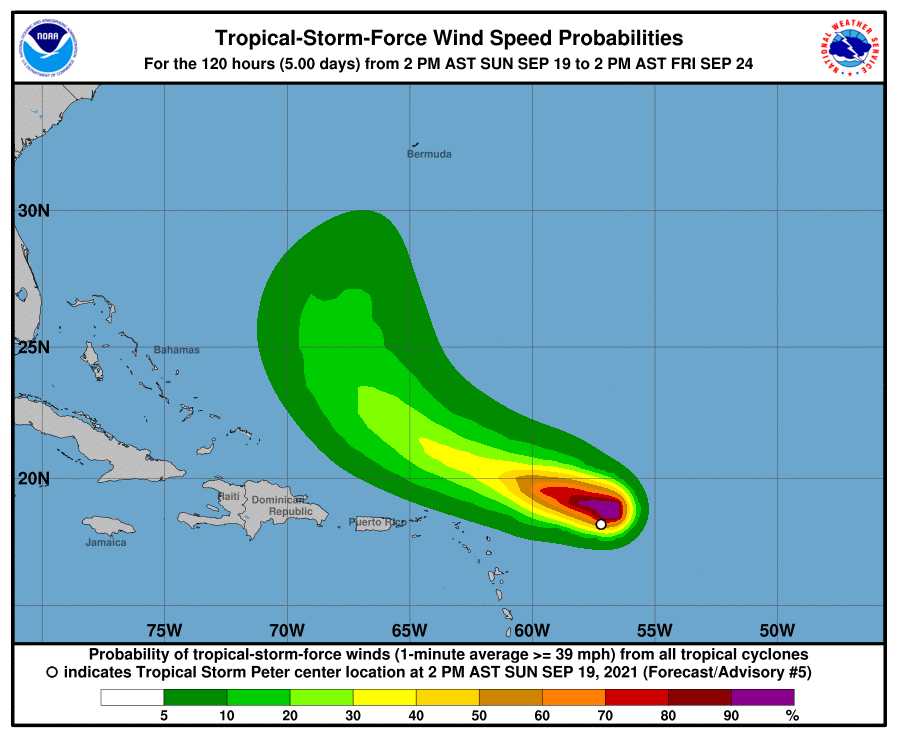 Tropical-Storm-Force Wind Speed Probabilities
For the 120 hours (5.00 days) from 2 PM AST SUN SEP 19 to 2 PM AST FRI SEP 24
NOAA
NATIONAL WEATHER SERVICE
Bermuda
30N
25N
Bahamas
20N
Haiti
Dominican
Republic
Puerto Rico
Jamaica
75W 70W 65W 60W 55W 50W
Probability of tropical-storm-force winds (1-minute average >= 39 mph) from all tropical cyclones
indicates Tropical Storm Peter center location at 2 PM AST SUN SEP 19, 2021 (Forecast/Advisory #5)
5 10 20 30 40 50 60 70 80 90 %